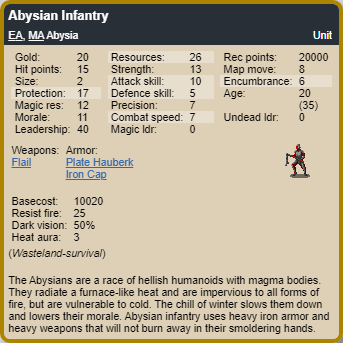 Abysian Infantry
EA, MA Abysia Unit
Gold: 20 Resources: 26 Rec points: 20000
Hit points: 15 Strength: 13 Map move: 8
Size: 2 Attack skill: 10 Encumbrance: 6
Protection: 17 Defence skill: 5 Age: 20
Magic res: 12 Precision: 7 (35)
Morale: 11 Combat speed: 7 Undead ldr: 0
Leadership: 40 Magic ldr: 0
Weapons: Armor:
Flail Plate Hauberk
Iron Cap
Basecost: 10020
Resist fire: 25
Dark vision: 50%
Heat aura: 3
(Wasteland-survival)
The Abysians are a race of hellish humanoids with magma bodies.
They radiate a furnace-like heat and are impervious to all forms of
fire, but are vulnerable to cold. The chill of winter slows them down
and lowers their morale. Abysian infantry uses heavy iron armor and
heavy weapons that will not burn away in their smoldering hands.